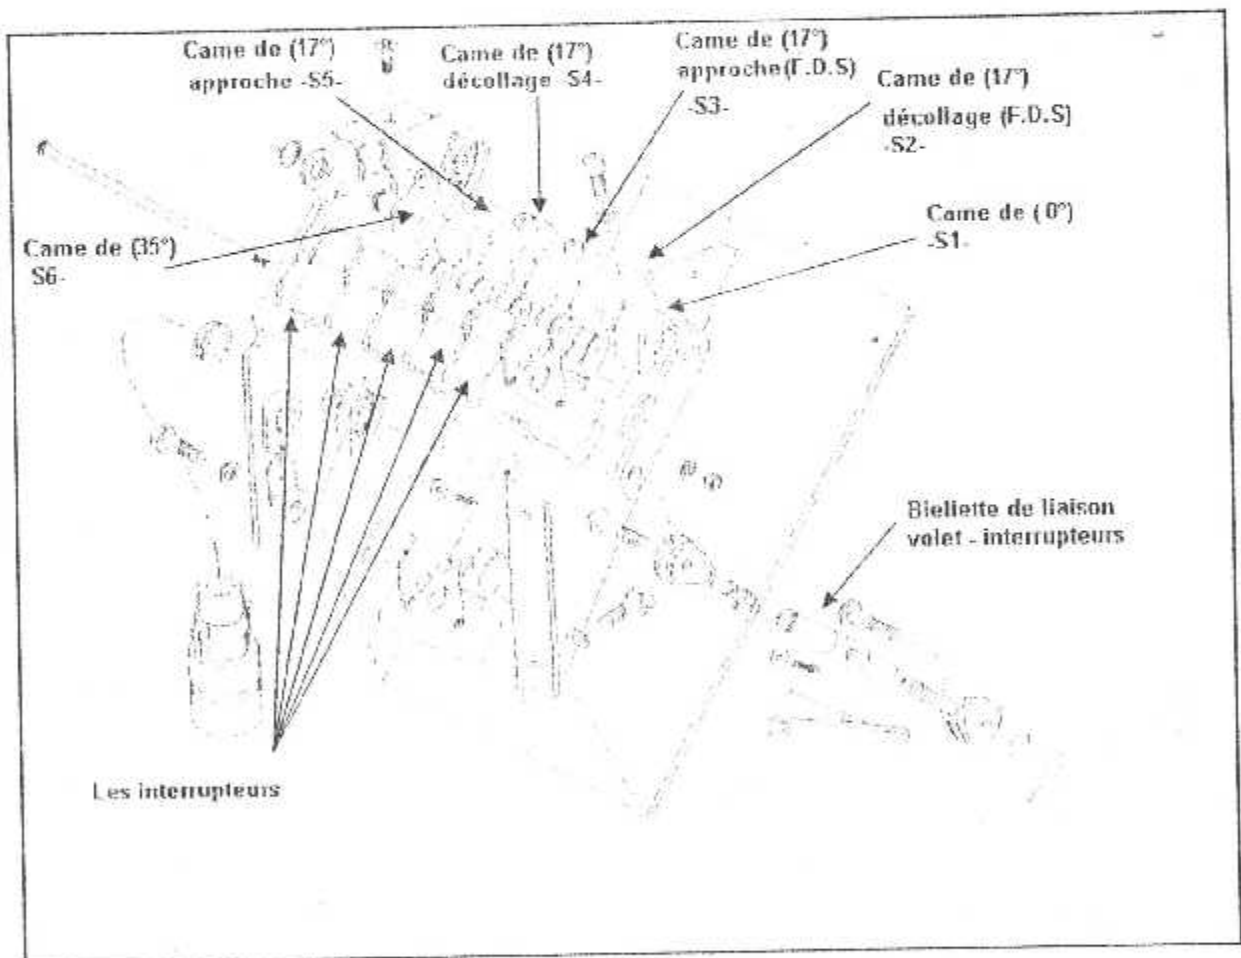 Came de (17°)
approche -S5-
Came de (17°)
décollage -S4-
Came de (17°)
approche(F.D.S)
-S3-
Came de (17°)
décollage (F.D.S)
-S2-
Came de ( 0°)
-S1-
Came de (35°)
S6-
Bieliette de liaison
volet - interrupteurs
Les interrupteurs